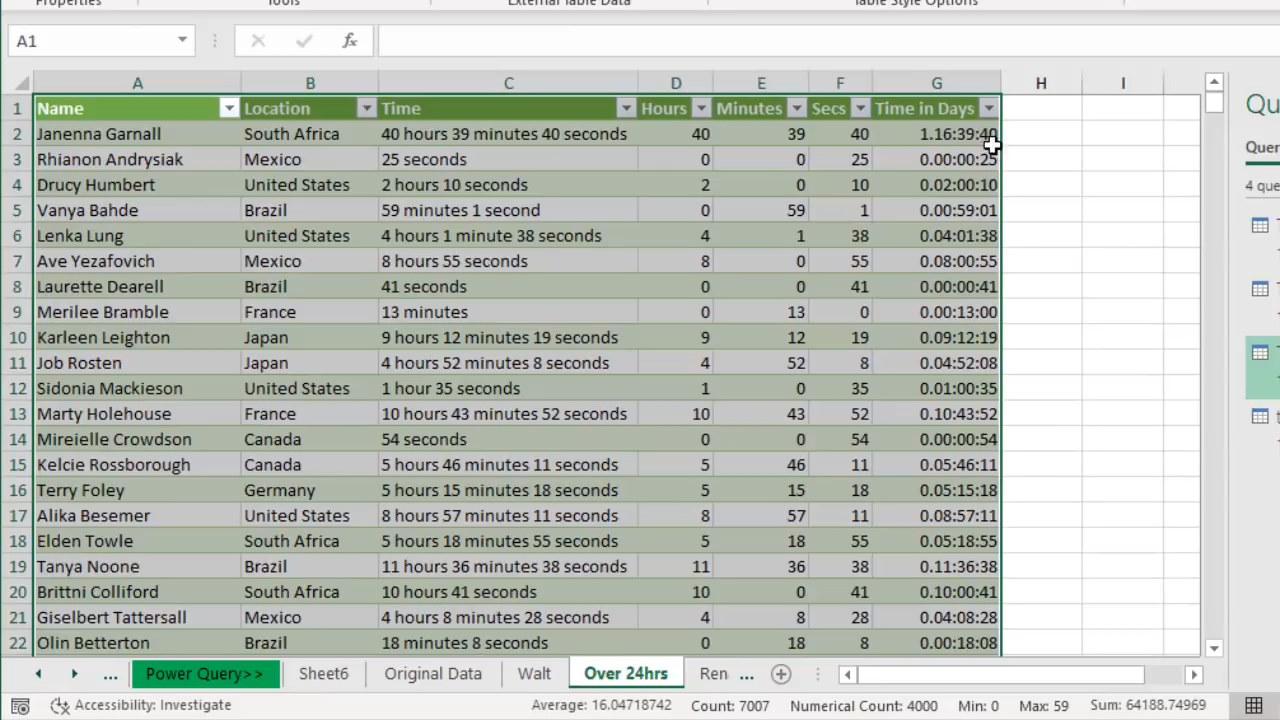 Properties Tools External Table Data Table Style Options
A1 fx
A B C D E F G H I
1 Name Location Time Hours Minutes Secs Time in Days
2 Janenna Garnall South Africa 40 hours 39 minutes 40 seconds 40 39 40 1.16:39:40
3 Rhianon Andrysiak Mexico 25 seconds 0 0 25 0.00:00:25
4 Drucy Humbert United States 2 hours 10 seconds 2 0 10 0.02:00:10
5 Vanya Bahde Brazil 59 minutes 1 second 0 59 1 0.00:59:01
6 Lenka Lung United States 4 hours 1 minute 38 seconds 4 1 38 0.04:01:38
7 Ave Yezafovich Mexico 8 hours 55 seconds 8 0 55 0.08:00:55
8 Laurette Dearell Brazil 41 seconds 0 0 41 0.00:00:41
9 Merilee Bramble France 13 minutes 0 13 0 0.00:13:00
10 Karleen Leighton Japan 9 hours 12 minutes 19 seconds 9 12 19 0.09:12:19
11 Job Rosten Japan 4 hours 52 minutes 8 seconds 4 52 8 0.04:52:08
12 Sidonia Mackieson United States 1 hour 35 seconds 1 0 35 0.01:00:35
13 Marty Holehouse France 10 hours 43 minutes 52 seconds 10 43 52 0.10:43:52
14 Mireielle Crowdson Canada 54 seconds 0 0 54 0.00:00:54
15 Kelcie Rossborough Canada 5 hours 46 minutes 11 seconds 5 46 11 0.05:46:11
16 Terry Foley Germany 5 hours 15 minutes 18 seconds 5 15 18 0.05:15:18
17 Alika Besemer United States 8 hours 57 minutes 11 seconds 8 57 11 0.08:57:11
18 Elden Towle South Africa 5 hours 18 minutes 55 seconds 5 18 55 0.05:18:55
19 Tanya Noone Brazil 11 hours 36 minutes 38 seconds 11 36 38 0.11:36:38
20 Brittni Colliford South Africa 10 hours 41 seconds 10 0 41 0.10:00:41
21 Giselbert Tattersall Mexico 4 hours 8 minutes 28 seconds 4 8 28 0.04:08:28
22 Olin Betterton Brazil 18 minutes 8 seconds 0 18 8 0.00:18:08
Qu
Quer
4 que
... Power Query>> Sheet6 Original Data Walt Over 24hrs Ren ...
Accessibility: Investigate Average: 16.04718742 Count: 7007 Numerical Count: 4000 Min: 0 Max: 59 Sum: 64188.74969